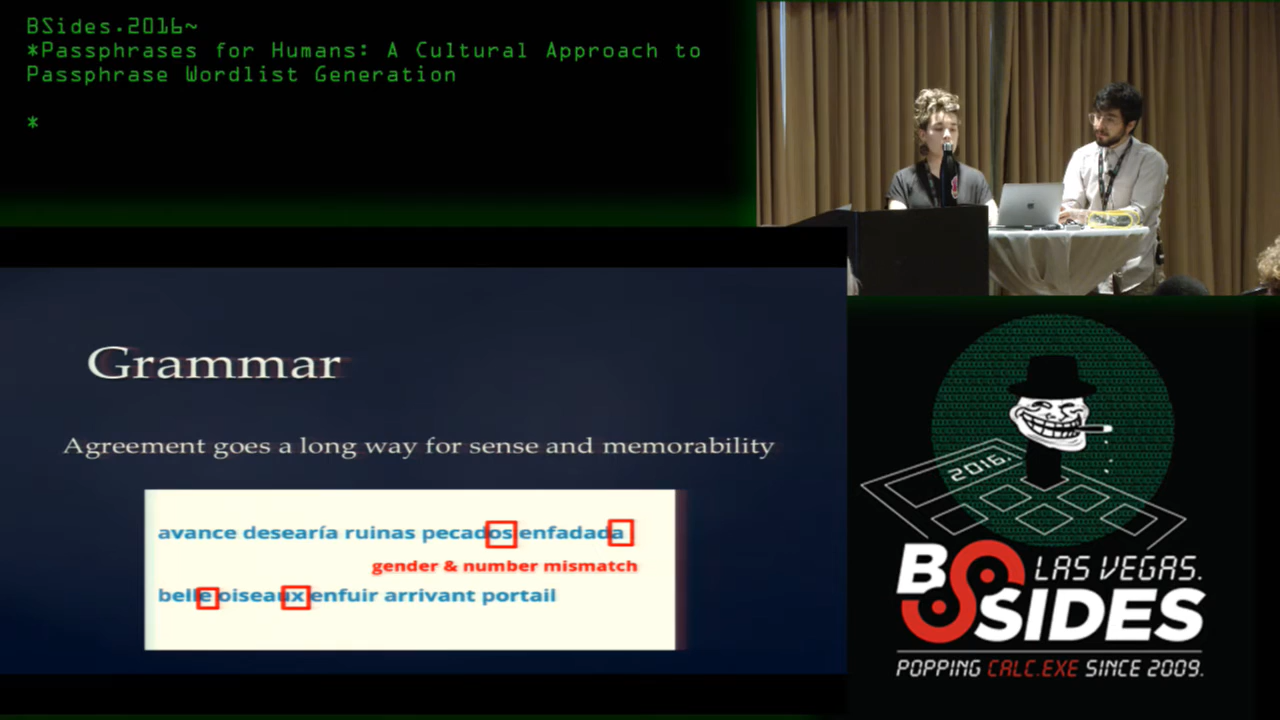 BSides.2016~
*Passphrases for Humans: A Cultural Approach to
Passphrase Wordlist Generation
*
Grammar
Agreement goes a long way for sense and memorability
avance desearía ruinas pecados enfadada
gender & number mismatch
belle oiseaux enfuir arrivant portail
2016.
BSIDES
LAS VEGAS.
POPPING CALC.EXE SINCE 2009.